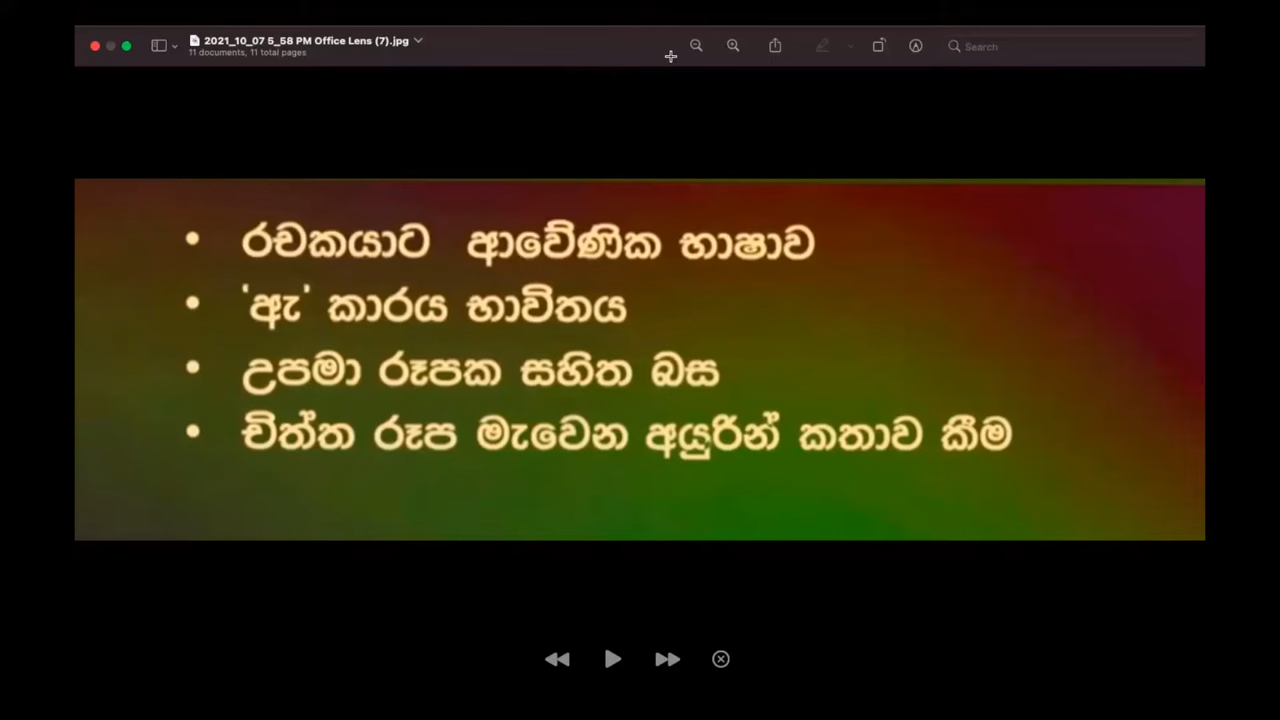 2021_10_07 5_58 PM Office Lens (7).jpg
11 documents, 11 total pages
Search
• රචකයාට ආවේණික භාෂාව
• 'ඇ' කාරය භාවිතය
• උපමා රූපක සහිත බස
• චිත්ත රූප මැවෙන අයුරින් කතාව කීම